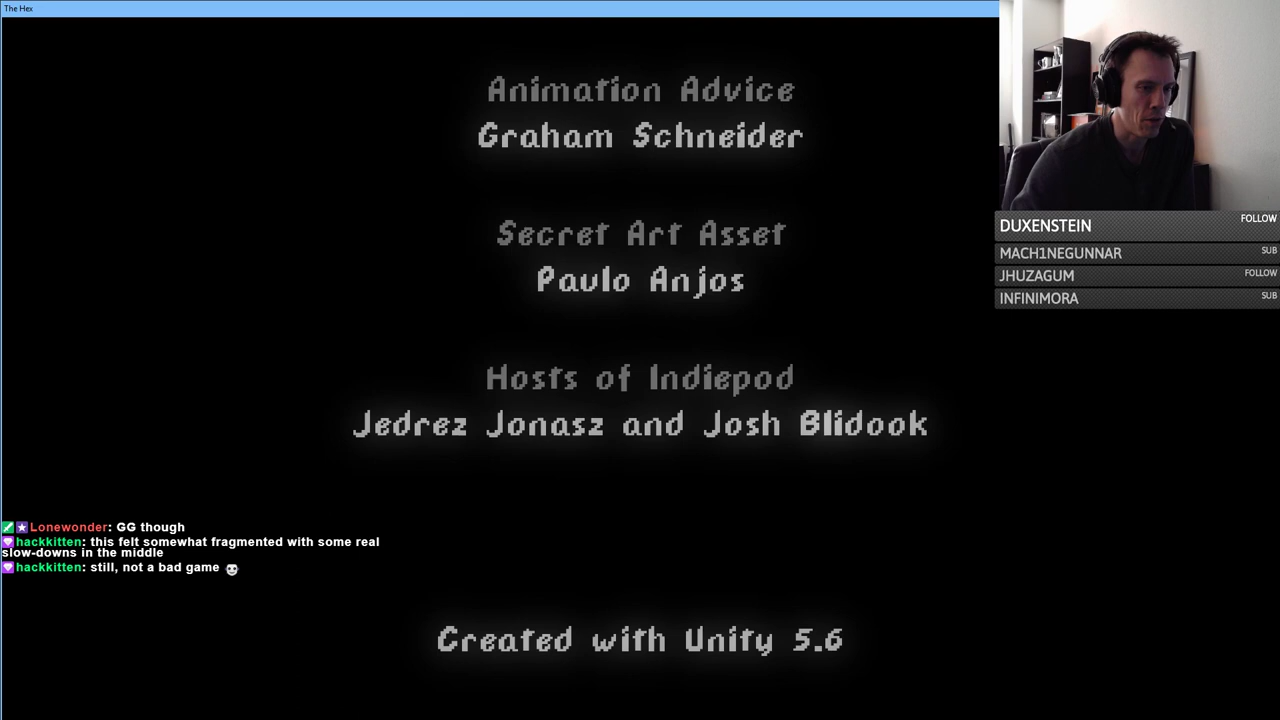 The Hex
Animation Advice
Graham Schneider
Secret Art Asset
Paulo Anjos
Hosts of Indiepod
Jedrez Jonasz and Josh Blidook
Created with Unity 5.6
Lonewonder: GG though
hackkitten: this felt somewhat fragmented with some real
slow-downs in the middle
hackkitten: still, not a bad game
DUXENSTEIN FOLLOW
MACH1NEGUNNAR SUB
JHUZAGUM FOLLOW
INFINIMORA SUB